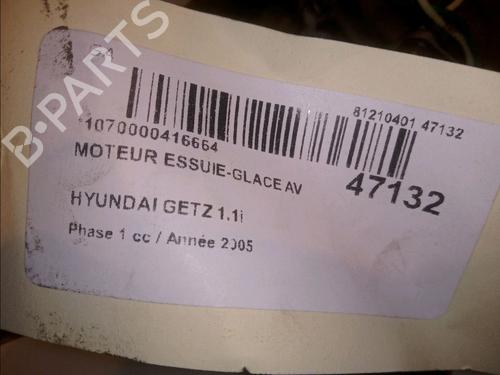 B-PARTS
81210401 47132
*1070000416664
MOTEUR ESSUIE-GLACE AV
47132
HYUNDAI GETZ 1.1i
Phase 1 cc / Année 2005